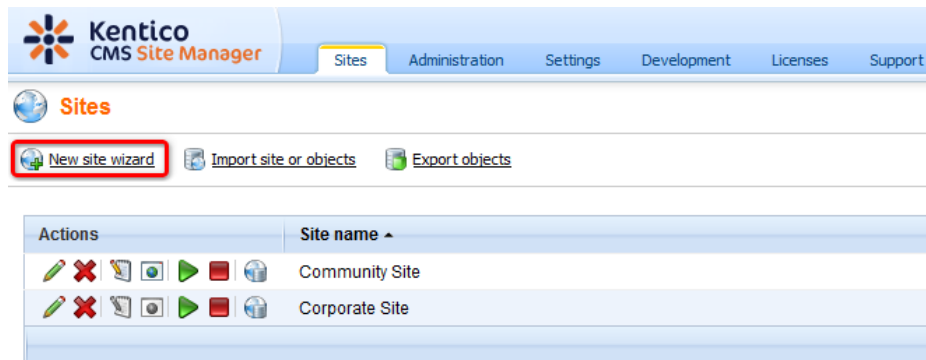 Kentico
CMS Site Manager
Sites Administration Settings Development Licenses Support
Sites
New site wizard Import site or objects Export objects
Actions Site name
Community Site
Corporate Site